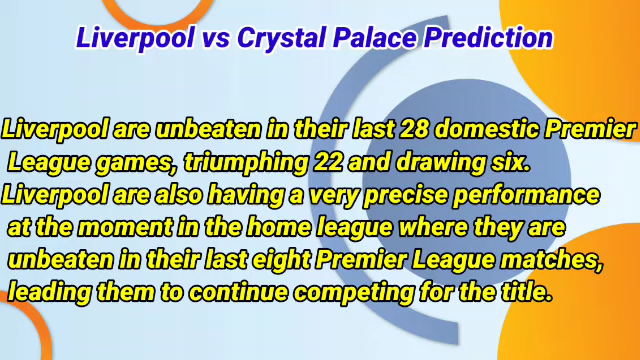 Liverpool vs Crystal Palace Prediction
Liverpool are unbeaten in their last 28 domestic Premier
League games, triumphing 22 and drawing six.
Liverpool are also having a very precise performance
at the moment in the home league where they are
unbeaten in their last eight Premier League matches,
leading them to continue competing for the title.